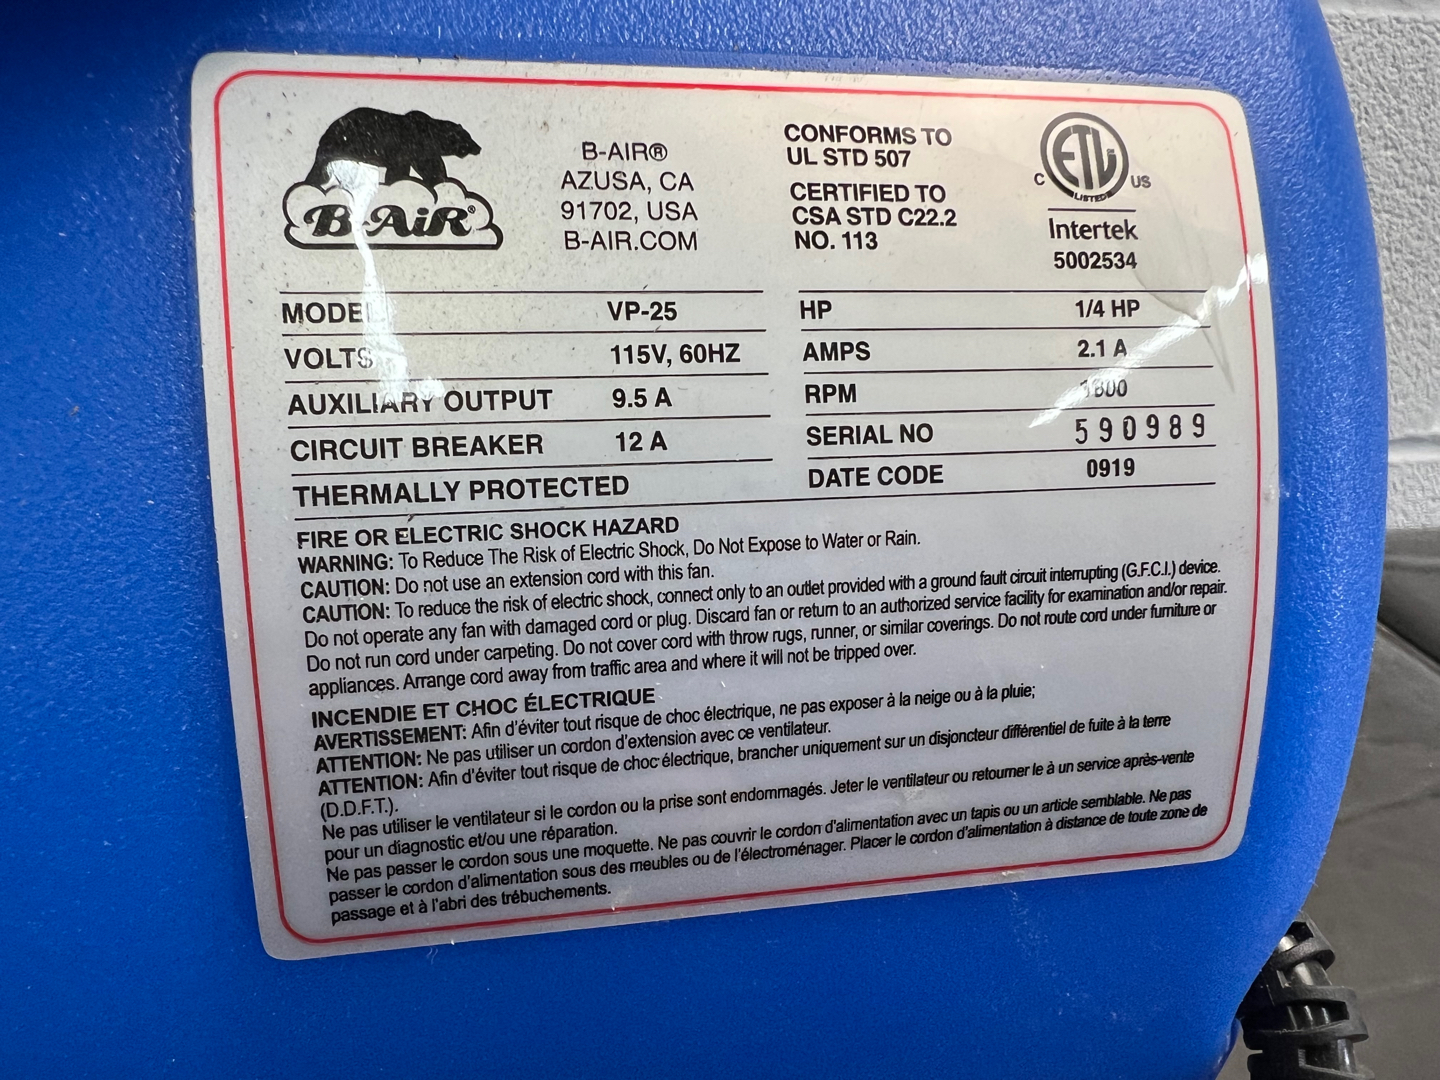 B-AiR®
B-AIR®
AZUSA, CA
91702, USA
B-AIR.COM
CONFORMS TO
UL STD 507
CERTIFIED TO
CSA STD C22.2
NO. 113
ETL
C US
LISTED
Intertek
5002534
MODEL VP-25
VOLTS 115V, 60HZ
AUXILIARY OUTPUT 9.5 A
CIRCUIT BREAKER 12 A
THERMALLY PROTECTED
HP 1/4 HP
AMPS 2.1 A
RPM
SERIAL NO 590989
DATE CODE 0919
FIRE OR ELECTRIC SHOCK HAZARD
WARNING: To Reduce The Risk of Electric Shock, Do Not Expose to Water or Rain.
CAUTION: Do not use an extension cord with this fan.
CAUTION: To reduce the risk of electric shock, connect only to an outlet provided with a ground fault circuit interrupting (G.F.C.I.) device.
Do not operate any fan with damaged cord or plug. Discard fan or return to an authorized service facility for examination and/or repair.
Do not run cord under carpeting. Do not cover cord with throw rugs, runner, or similar coverings. Do not route cord under furniture or
appliances. Arrange cord away from traffic area and where it will not be tripped over.
INCENDIE ET CHOC ÉLECTRIQUE
AVERTISSEMENT: Afin d'éviter tout risque de choc électrique, ne pas exposer à la neige ou à la pluie;
ATTENTION: Ne pas utiliser un cordon d'extension avec ce ventilateur.
ATTENTION: Afin d'éviter tout risque de choc électrique, brancher uniquement sur un disjoncteur différentiel de fuite à la terre
(D.D.F.T.).
Ne pas utiliser le ventilateur si le cordon ou la prise sont endommagés. Jeter le ventilateur ou retourner le à un service après-vente
pour un diagnostic et/ou une réparation.
Ne pas passer le cordon sous une moquette. Ne pas couvrir le cordon d'alimentation avec un tapis ou un article semblable. Ne pas
passer le cordon d'alimentation sous des meubles ou de l'électroménager. Placer le cordon d'alimentation à distance de toute zone de
passage et à l'abri des trébuchements.